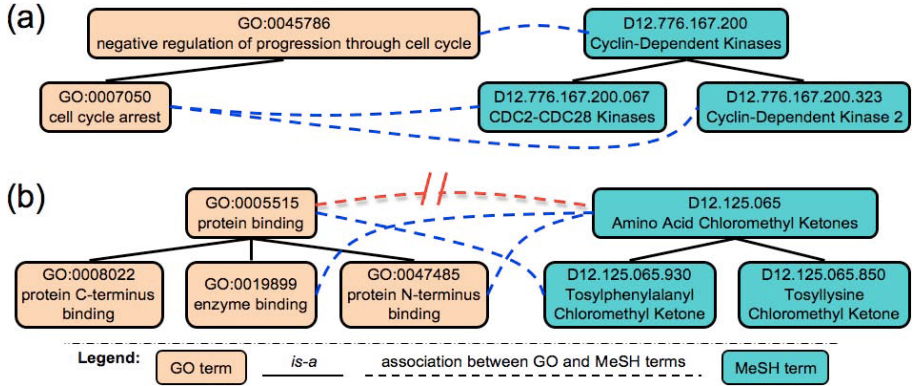 (a)
GO:0045786
negative regulation of progression through cell cycle
D12.776.167.200
Cyclin-Dependent Kinases
GO:0007050
cell cycle arrest
D12.776.167.200.067
CDC2-CDC28 Kinases
D12.776.167.200.323
Cyclin-Dependent Kinase 2
(b)
GO:0005515
protein binding
D12.125.065
Amino Acid Chloromethyl Ketones
GO:0008022
protein C-terminus
binding
GO:0019899
enzyme binding
GO:0047485
protein N-terminus
binding
D12.125.065.930
Tosylphenylalanyl
Chloromethyl Ketone
D12.125.065.850
Tosyllysine
Chloromethyl Ketone
Legend:
GO term
is-a
association between GO and MeSH terms
MeSH term